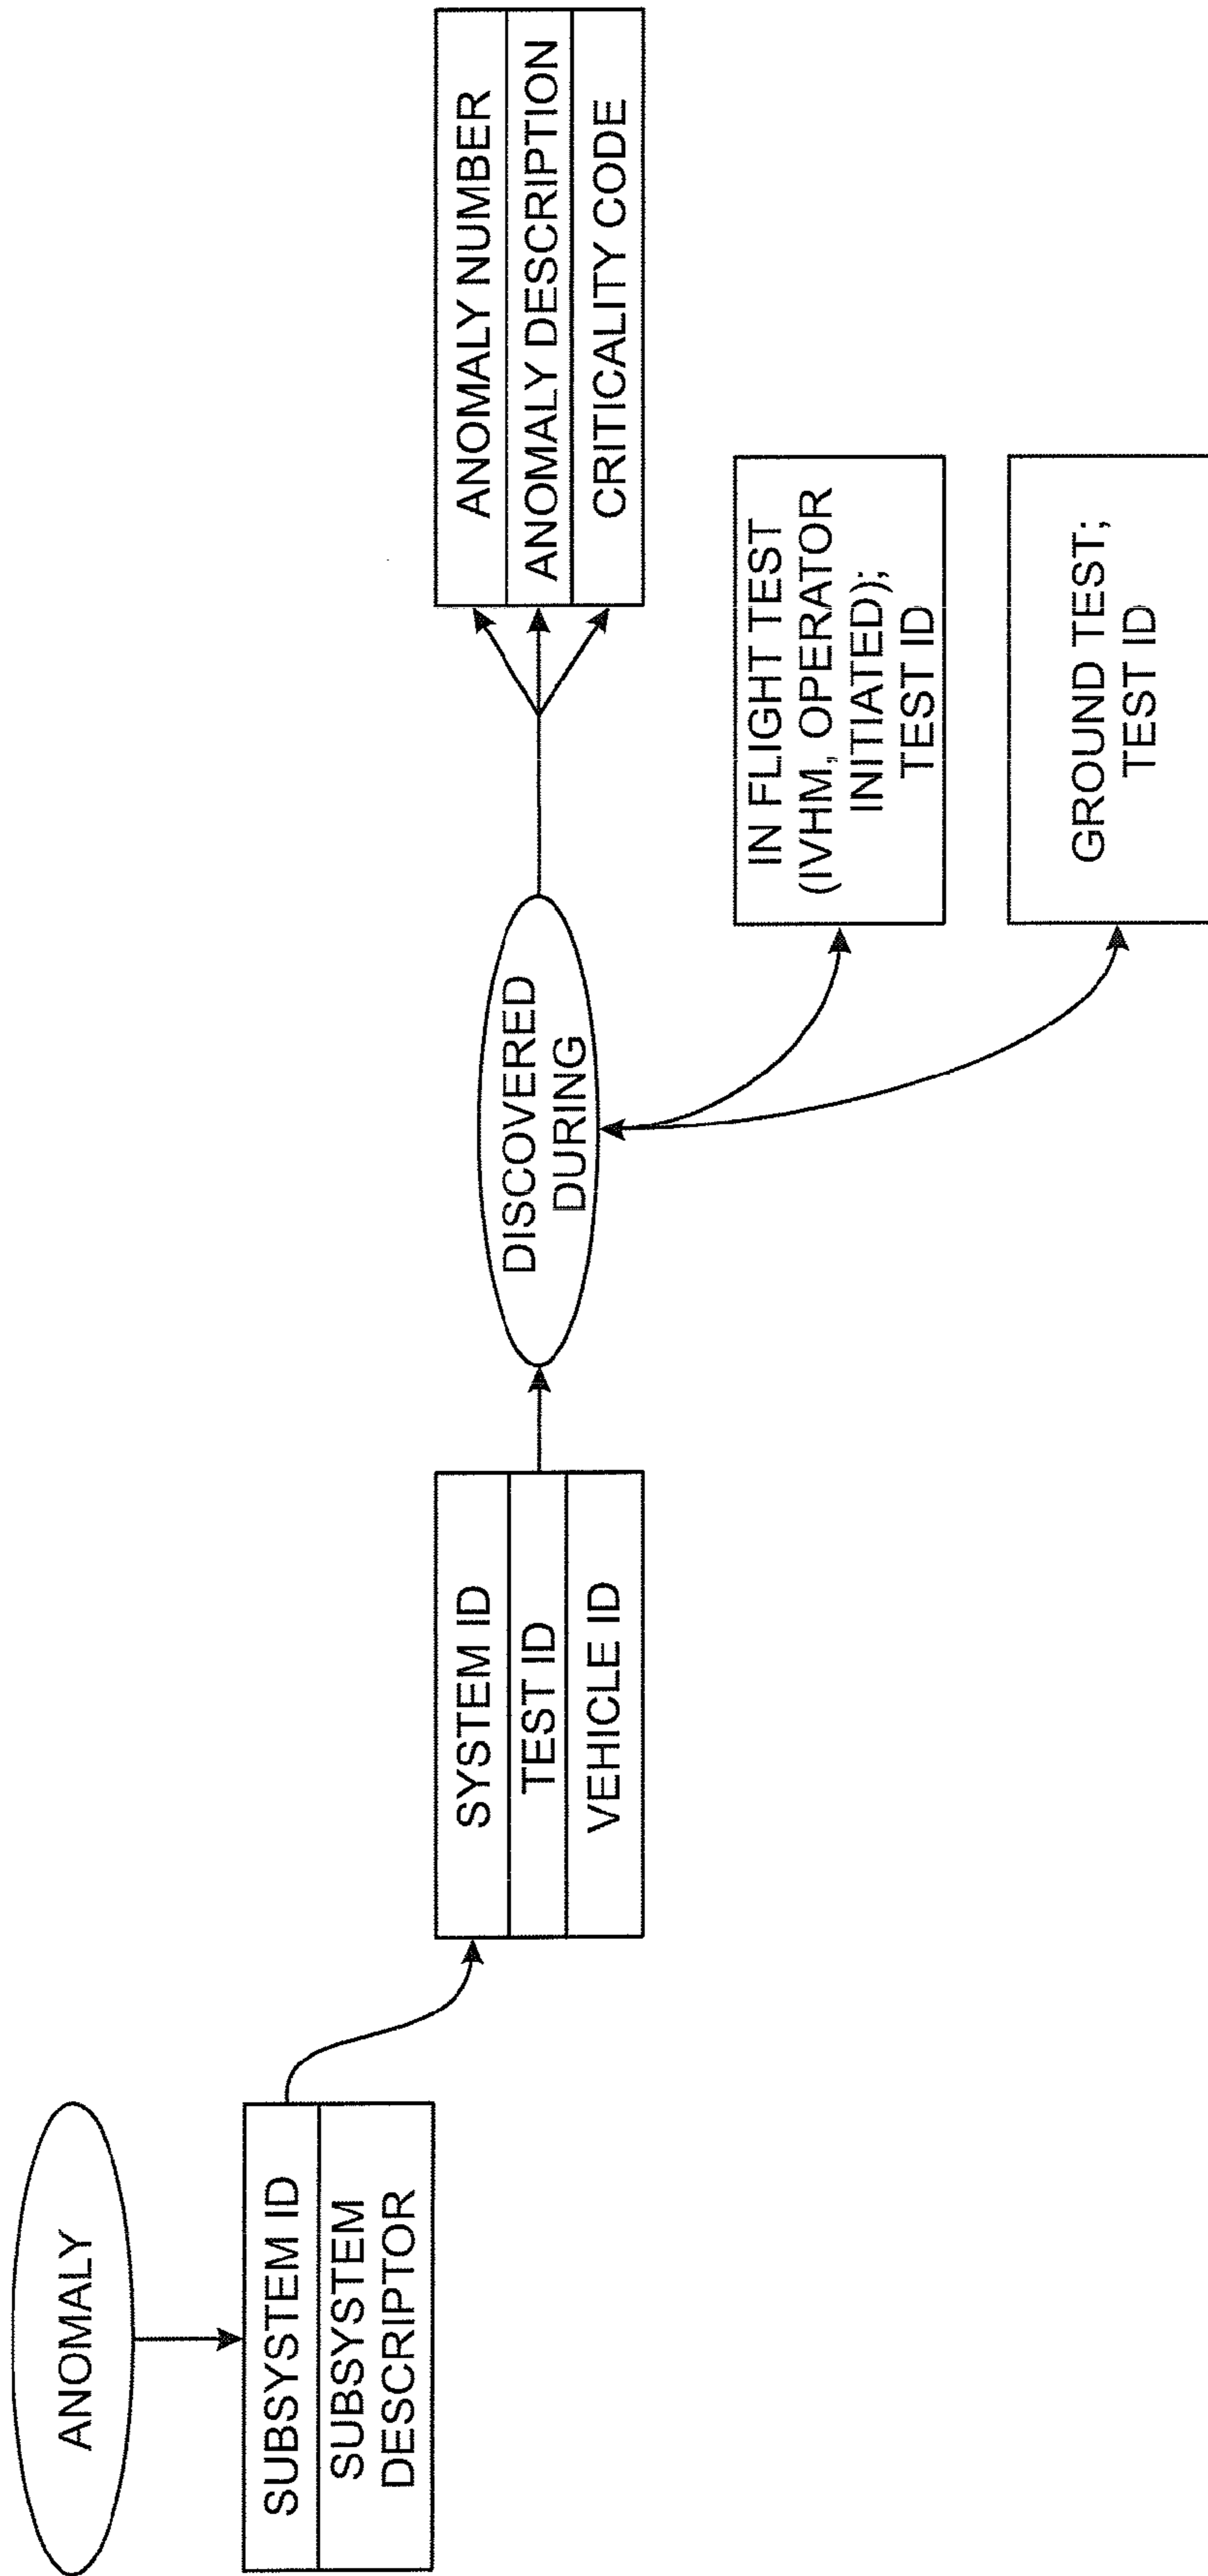 ANOMALY
SUBSYSTEM ID
SUBSYSTEM
DESCRIPTOR
SYSTEM ID
TEST ID
VEHICLE ID
DISCOVERED
DURING
ANOMALY NUMBER
ANOMALY DESCRIPTION
CRITICALITY CODE
IN FLIGHT TEST
(IVHM, OPERATOR
INITIATED);
TEST ID
GROUND TEST;
TEST ID